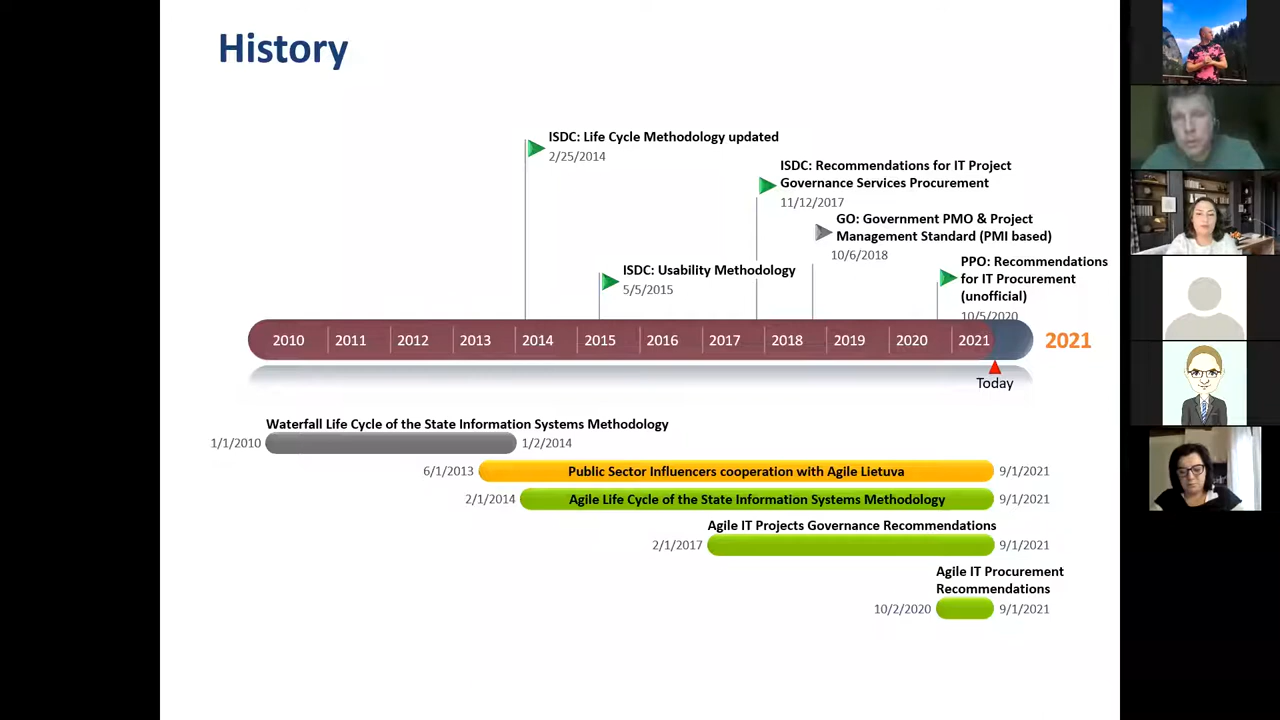 History
ISDC: Life Cycle Methodology updated
2/25/2014
ISDC: Recommendations for IT Project
Governance Services Procurement
11/12/2017
GO: Government PMO & Project
Management Standard (PMI based)
10/6/2018
ISDC: Usability Methodology
5/5/2015
PPO: Recommendations
for IT Procurement
(unofficial)
10/5/2020
2010 2011 2012 2013 2014 2015 2016 2017 2018 2019 2020 2021 2021
Today
Waterfall Life Cycle of the State Information Systems Methodology
1/1/2010 1/2/2014
6/1/2013 Public Sector Influencers cooperation with Agile Lietuva 9/1/2021
2/1/2014 Agile Life Cycle of the State Information Systems Methodology 9/1/2021
Agile IT Projects Governance Recommendations
2/1/2017 9/1/2021
Agile IT Procurement
Recommendations
10/2/2020 9/1/2021